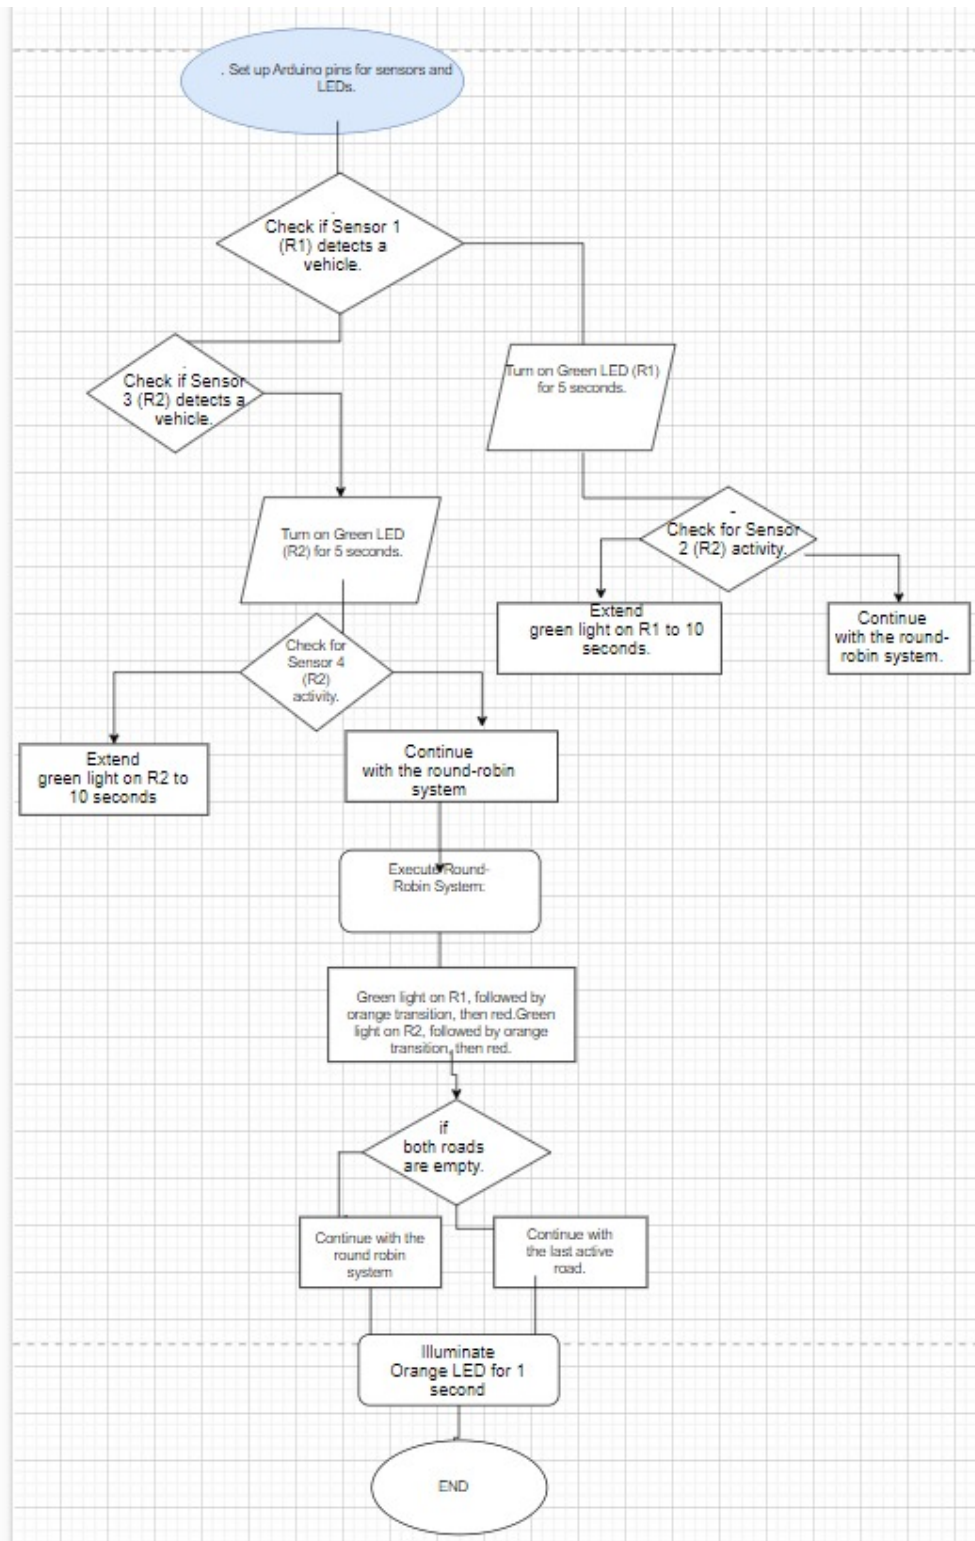 . Set up Arduino pins for sensors and
LEDs.
.
Check if Sensor 1
(R1) detects a
vehicle.
.
Check if Sensor
3 (R2) detects a
vehicle.
Turn on Green LED (R1)
for 5 seconds.
Turn on Green LED
(R2) for 5 seconds.
-
Check for Sensor
2 (R2) activity.
Extend
green light on R1 to 10
seconds.
Continue
with the round-
robin system.
Check for
Sensor 4
(R2)
activity.
Extend
green light on R2 to
10 seconds
Continue
with the round-robin
system
Execute Round-
Robin System:
Green light on R1, followed by
orange transition, then red.Green
light on R2, followed by orange
transition, then red.
if
both roads
are empty.
Continue with the
round robin
system
Continue with
the last active
road.
Illuminate
Orange LED for 1
second
END